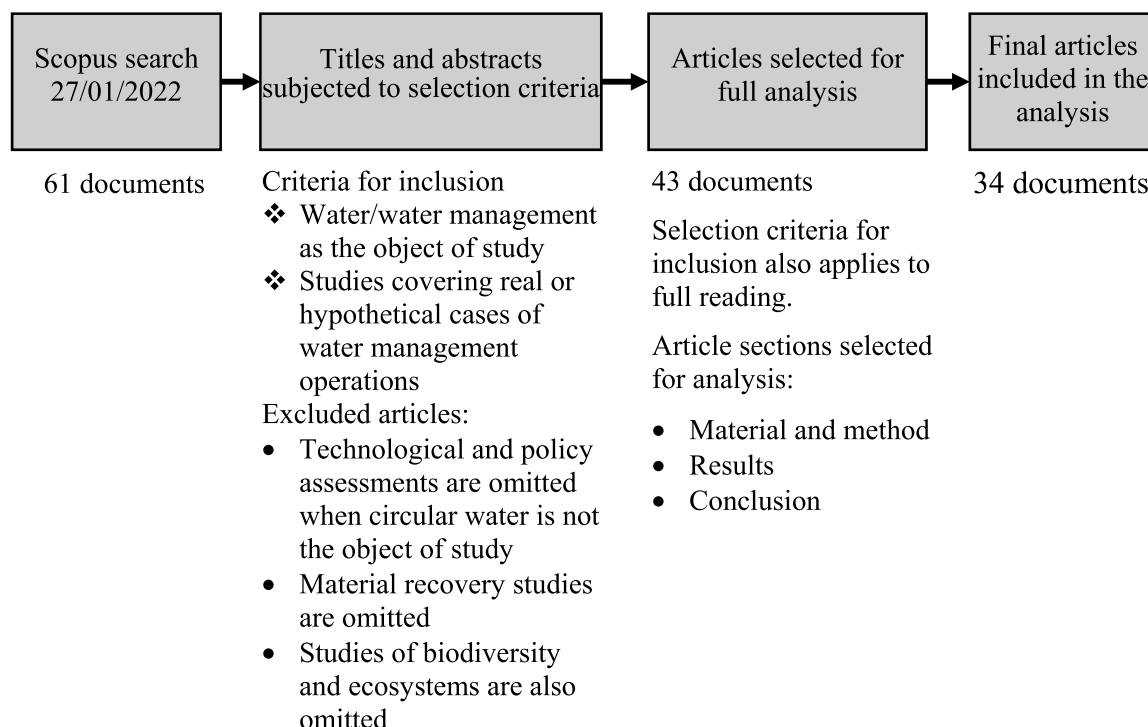 Scopus search
27/01/2022
Titles and abstracts
subjected to selection criteria
Articles selected for
full analysis
Final articles
included in the
analysis
61 documents
Criteria for inclusion
❖ Water/water management
as the object of study
❖ Studies covering real or
hypothetical cases of
water management
operations
Excluded articles:
• Technological and policy
assessments are omitted
when circular water is not
the object of study
• Material recovery studies
are omitted
• Studies of biodiversity
and ecosystems are also
omitted
43 documents
Selection criteria for
inclusion also applies to
full reading.
Article sections selected
for analysis:
• Material and method
• Results
• Conclusion
34 documents